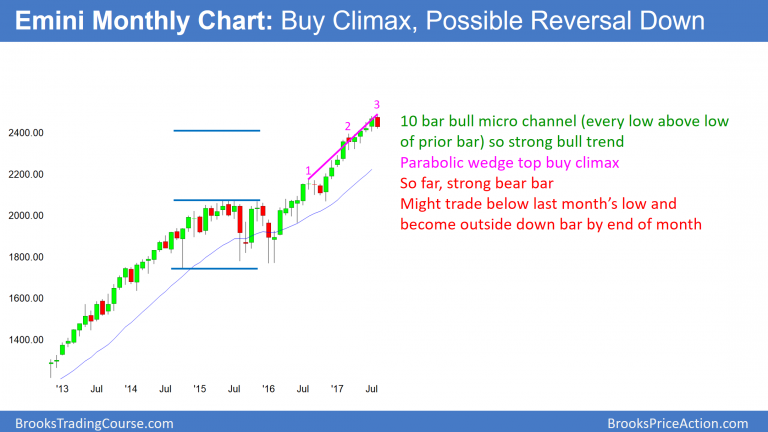 Emini Monthly Chart: Buy Climax, Possible Reversal Down
3
2
1
2400.00
2200.00
2000.00
1800.00
1600.00
1400.00
'13 Jul '14 Jul '15 Jul '16 Jul '17 Jul
10 bar bull micro channel (every low above low
of prior bar) so strong bull trend
Parabolic wedge top buy climax
So far, strong bear bar
Might trade below last month’s low and
become outside down bar by end of month
BrooksTradingCourse.com
BrooksPriceAction.com